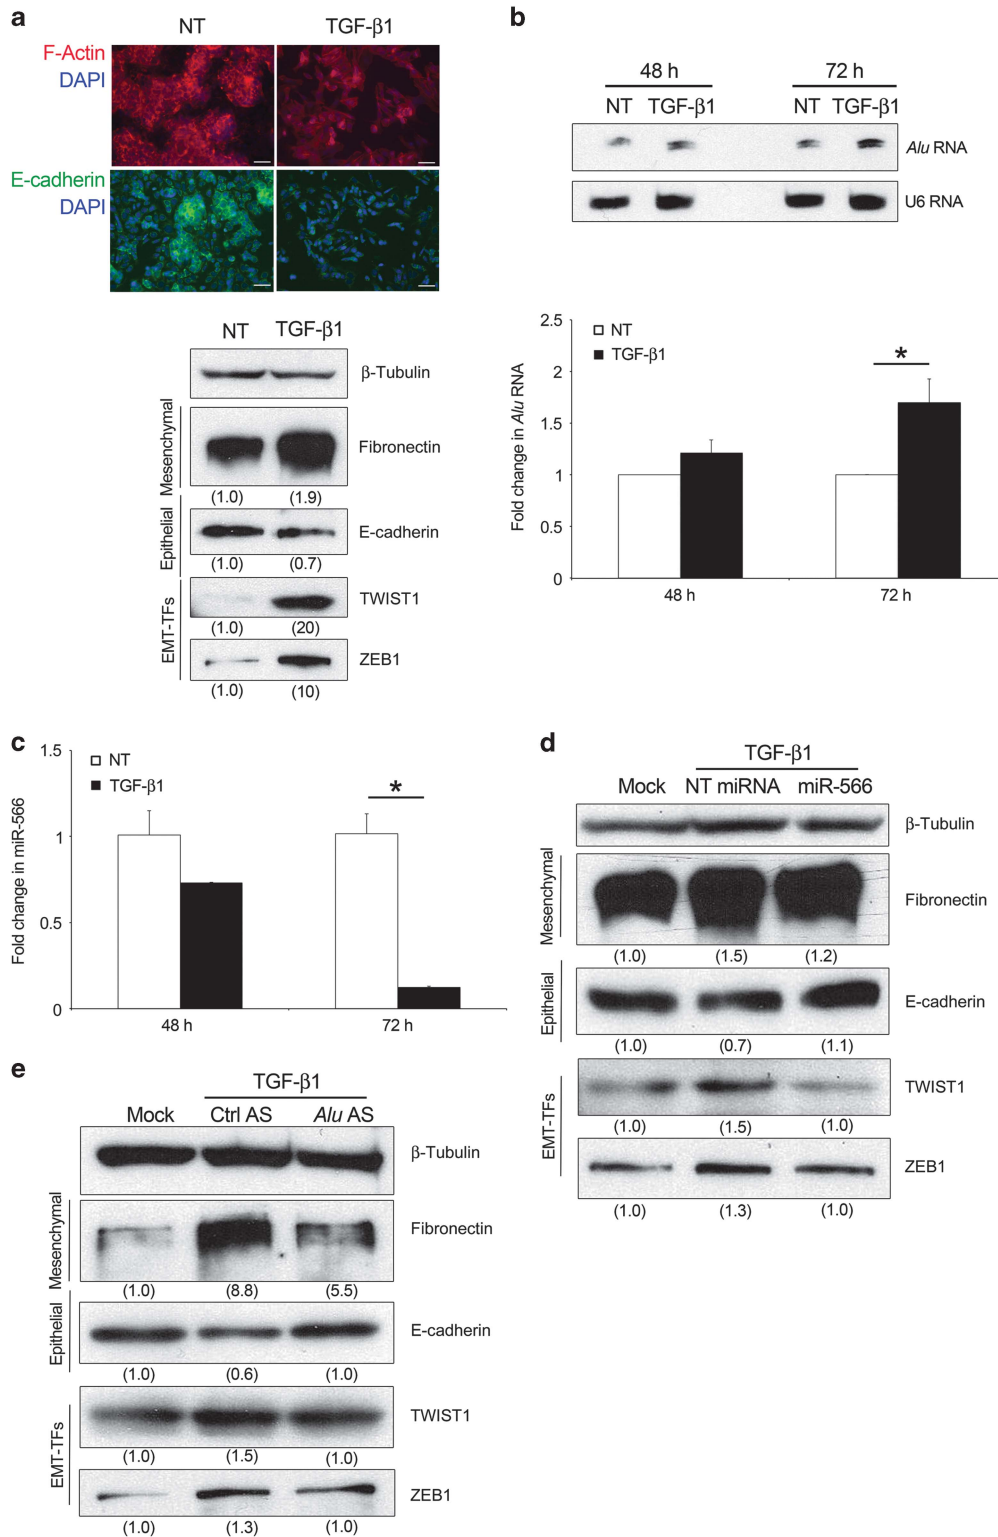 a
NT TGF-β1
F-Actin
DAPI
E-cadherin
DAPI
NT TGF-β1
β-Tubulin
Mesenchymal
Fibronectin
(1.0) (1.9)
Epithelial
E-cadherin
(1.0) (0.7)
EMT-TFs
TWIST1
(1.0) (20)
ZEB1
(1.0) (10)
b
48 h 72 h
NT TGF-β1 NT TGF-β1
Alu RNA
U6 RNA
Fold change in Alu RNA
2.5
2
1.5
1
0.5
0
NT
TGF-β1
*
48 h 72 h
c
Fold change in miR-566
1.5
1
0.5
0
NT
TGF-β1
*
48 h 72 h
d
TGF-β1
Mock NT miRNA miR-566
β-Tubulin
Mesenchymal
Fibronectin
(1.0) (1.5) (1.2)
Epithelial
E-cadherin
(1.0) (0.7) (1.1)
EMT-TFs
TWIST1
(1.0) (1.5) (1.0)
ZEB1
(1.0) (1.3) (1.0)
e
TGF-β1
Mock Ctrl AS Alu AS
β-Tubulin
Mesenchymal
Fibronectin
(1.0) (8.8) (5.5)
Epithelial
E-cadherin
(1.0) (0.6) (1.0)
EMT-TFs
TWIST1
(1.0) (1.5) (1.0)
ZEB1
(1.0) (1.3) (1.0)